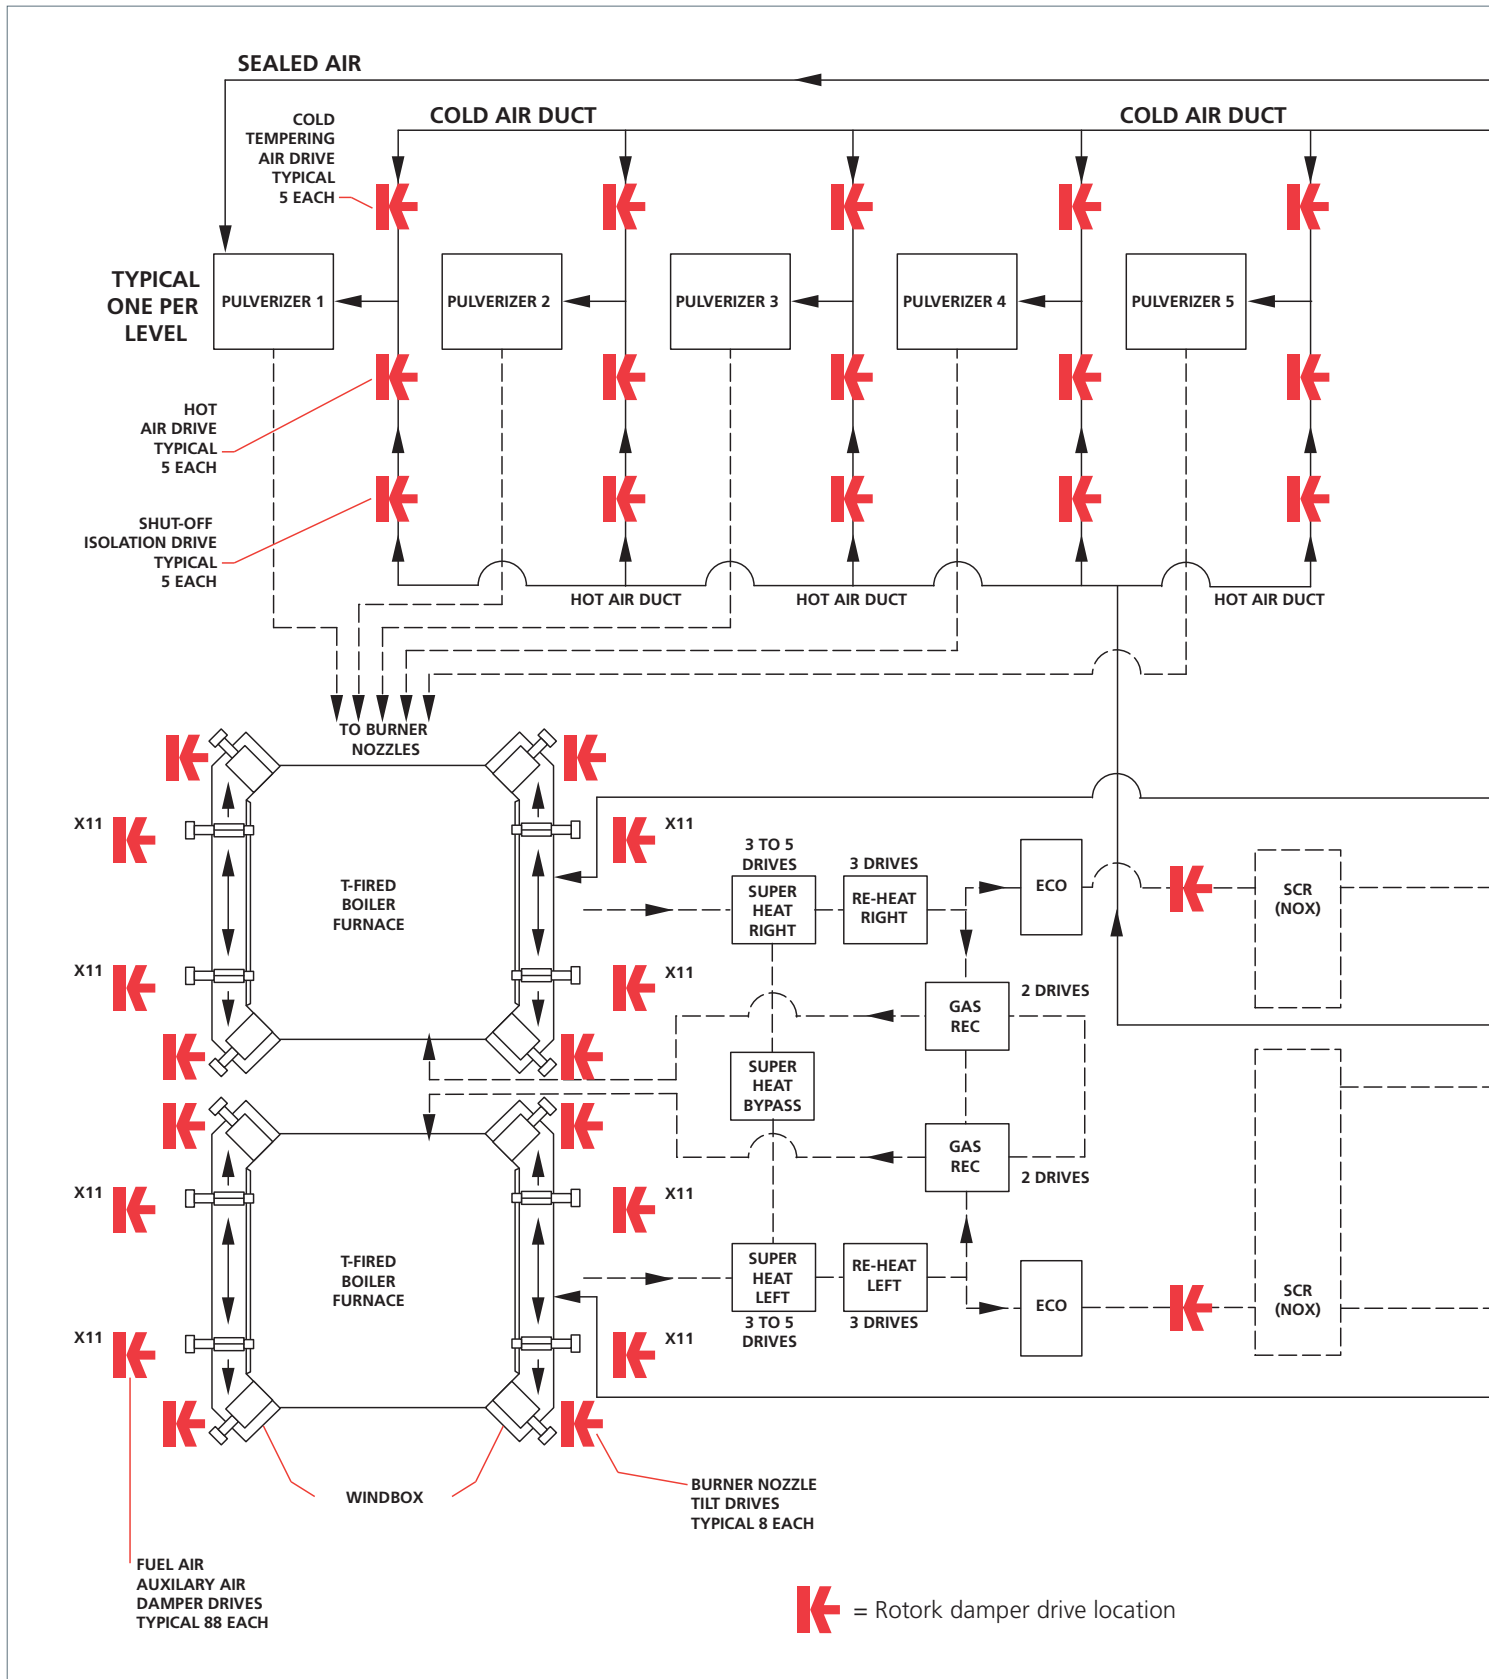 SEALED AIR
COLD AIR DUCT
COLD AIR DUCT
COLD
TEMPERING
AIR DRIVE
TYPICAL
5 EACH
TYPICAL
ONE PER
LEVEL
PULVERIZER 1
PULVERIZER 2
PULVERIZER 3
PULVERIZER 4
PULVERIZER 5
HOT
AIR DRIVE
TYPICAL
5 EACH
SHUT-OFF
ISOLATION DRIVE
TYPICAL
5 EACH
HOT AIR DUCT
HOT AIR DUCT
HOT AIR DUCT
TO BURNER
NOZZLES
X11
X11
T-FIRED
BOILER
FURNACE
X11
X11
3 TO 5
DRIVES
SUPER
HEAT
RIGHT
3 DRIVES
RE-HEAT
RIGHT
ECO
SCR
(NOX)
GAS
REC
2 DRIVES
SUPER
HEAT
BYPASS
GAS
REC
2 DRIVES
X11
X11
T-FIRED
BOILER
FURNACE
X11
X11
SUPER
HEAT
LEFT
3 TO 5
DRIVES
RE-HEAT
LEFT
3 DRIVES
ECO
SCR
(NOX)
WINDBOX
BURNER NOZZLE
TILT DRIVES
TYPICAL 8 EACH
FUEL AIR
AUXILARY AIR
DAMPER DRIVES
TYPICAL 88 EACH
= Rotork damper drive location